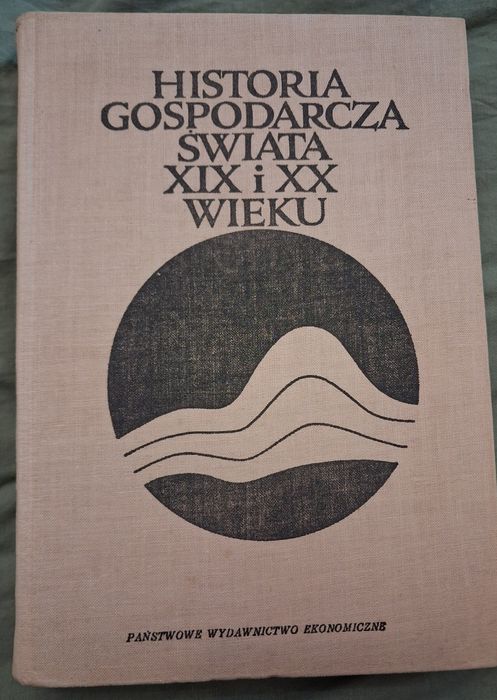 HISTORIA
GOSPODARCZA
ŚWIATA
XIX i XX
WIEKU
PAŃSTWOWE WYDAWNICTWO EKONOMICZNE